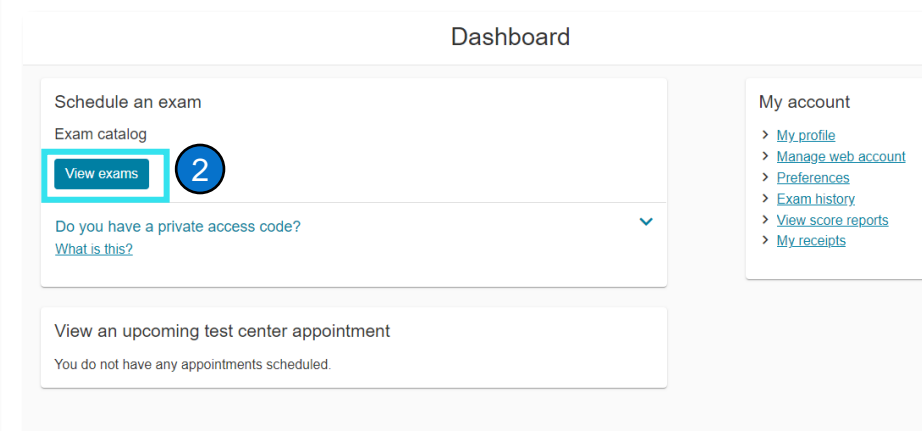 Dashboard
Schedule an exam
Exam catalog
View exams
2
Do you have a private access code?
What is this?
View an upcoming test center appointment
You do not have any appointments scheduled.
My account
My profile
Manage web account
Preferences
Exam history
View score reports
My receipts